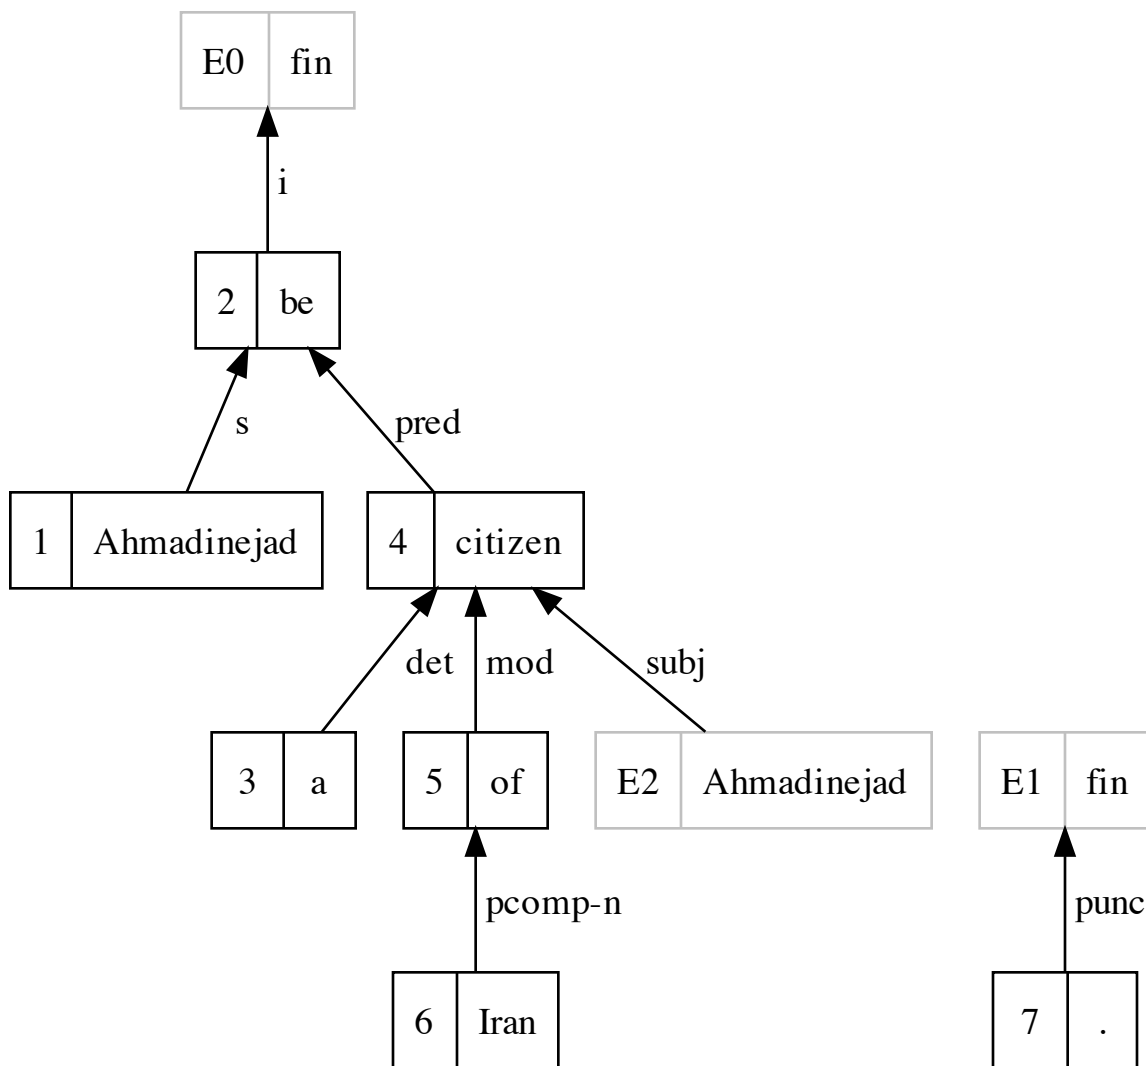 E0 fin
i
2 be
s pred
1 Ahmadinejad 4 citizen
det mod subj
3 a 5 of E2 Ahmadinejad E1 fin
pcomp-n punc
6 Iran 7 .